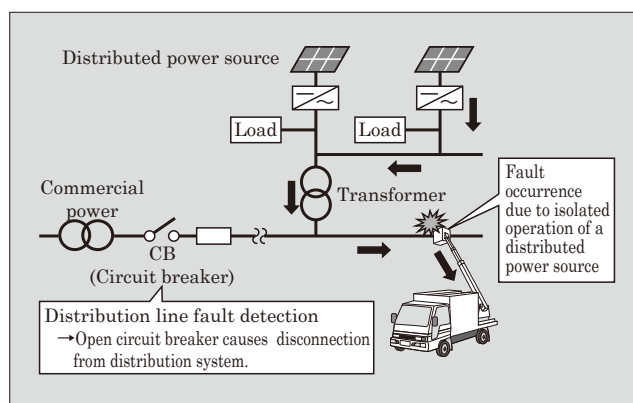 Distributed power source
Load
Load
Fault
occurrence
due to isolated
operation of a
distributed
power source
Transformer
Commercial
power
CB
(Circuit breaker)
Distribution line fault detection
→Open circuit breaker causes disconnection
from distribution system.